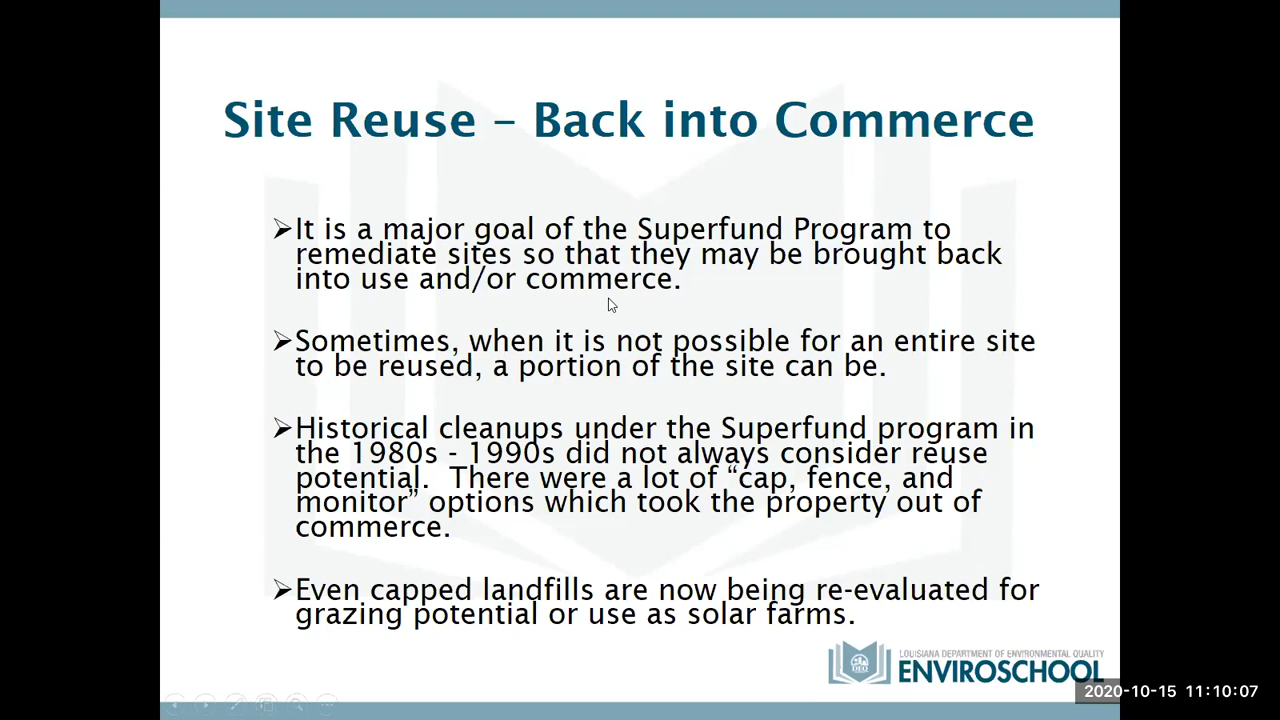 Site Reuse – Back into Commerce
➢It is a major goal of the Superfund Program to
remediate sites so that they may be brought back
into use and/or commerce.
➢Sometimes, when it is not possible for an entire site
to be reused, a portion of the site can be.
➢Historical cleanups under the Superfund program in
the 1980s - 1990s did not always consider reuse
potential.  There were a lot of “cap, fence, and
monitor” options which took the property out of
commerce.
➢Even capped landfills are now being re-evaluated for
grazing potential or use as solar farms.
LOUISIANA DEPARTMENT OF ENVIRONMENTAL QUALITY
DEQ
ENVIROSCHOOL
2020-10-15 11:10:07